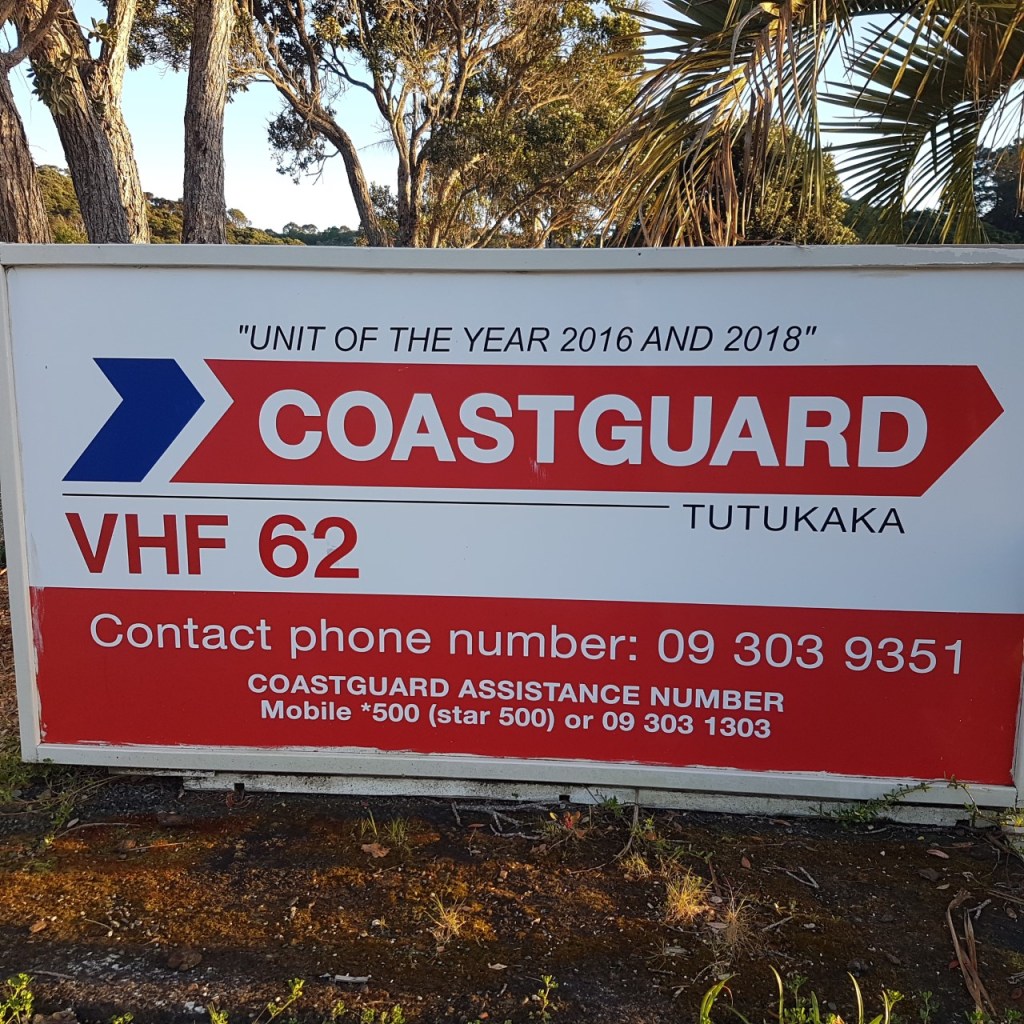 "UNIT OF THE YEAR 2016 AND 2018"
COASTGUARD
TUTUKAKA
VHF 62
Contact phone number: 09 303 9351
COASTGUARD ASSISTANCE NUMBER
Mobile *500 (star 500) or 09 303 1303